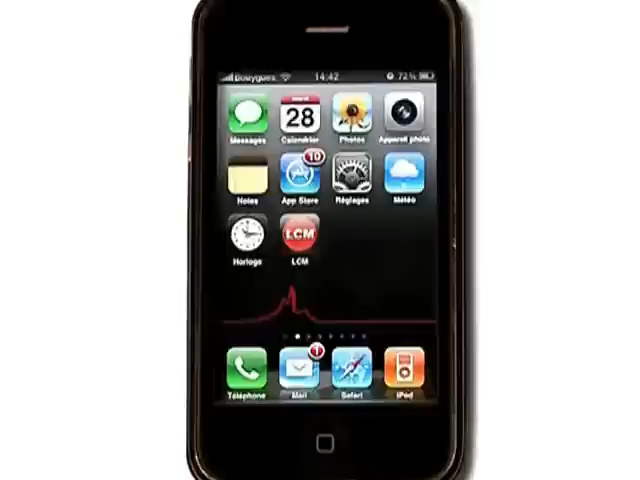 Bouygues 14:42 72 %
28
Messages Calendrier Photos Appareil photo
10
Notes App Store Réglages Météo
LCM
Horloge LCM
1
Téléphone Mail Safari iPod